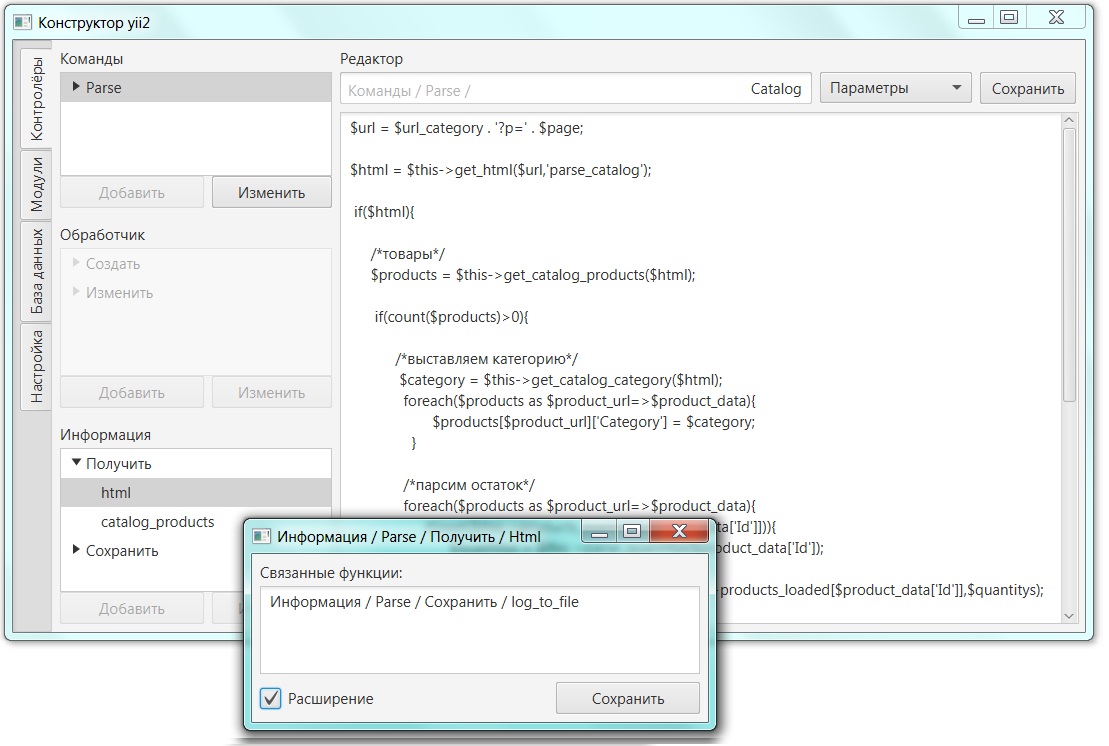 Конструктор yii2
Контролёры
Модули
База данных
Настройка
Команды
Parse
Добавить
Изменить
Обработчик
Создать
Изменить
Добавить
Изменить
Информация
Получить
html
catalog_products
Сохранить
Добавить
Редактор
Команды / Parse /
Catalog
Параметры
Сохранить
$url = $url_category . '?p=' . $page;
$html = $this->get_html($url,'parse_catalog');
if($html){
/*товары*/
$products = $this->get_catalog_products($html);
if(count($products)>0){
/*выставляем категорию*/
$category = $this->get_catalog_category($html);
foreach($products as $product_url=>$product_data){
$products[$product_url]['Category'] = $category;
}
/*парсим остаток*/
foreach($products as $product_url=>$product_data){
ta['Id']])){
oduct_data['Id']);
products_loaded[$product_data['Id']],$quantitys);
Информация / Parse / Получить / Html
Связанные функции:
Информация / Parse / Сохранить / log_to_file
Расширение
Сохранить